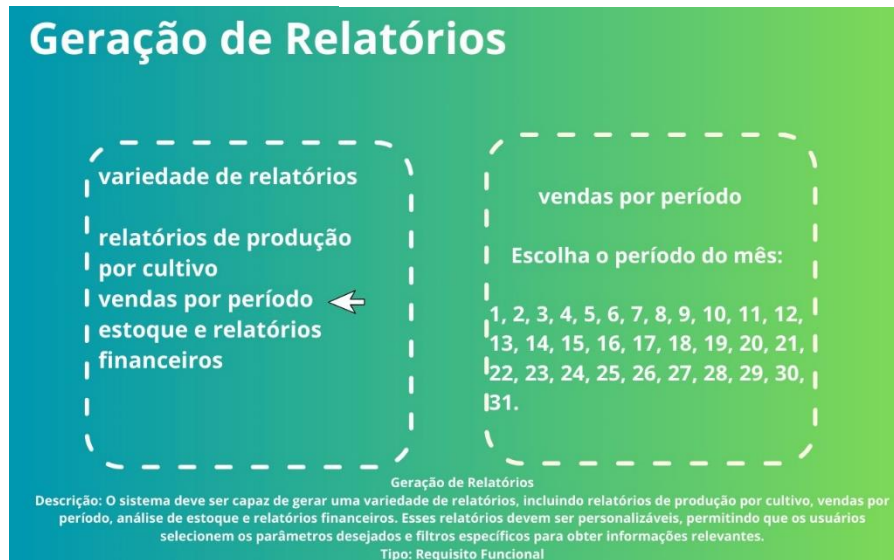 Geração de Relatórios
variedade de relatórios
relatórios de produção
por cultivo
vendas por período
estoque e relatórios
financeiros
vendas por período
Escolha o período do mês:
1, 2, 3, 4, 5, 6, 7, 8, 9, 10, 11, 12,
13, 14, 15, 16, 17, 18, 19, 20, 21,
22, 23, 24, 25, 26, 27, 28, 29, 30,
31.
Geração de Relatórios
Descrição: O sistema deve ser capaz de gerar uma variedade de relatórios, incluindo relatórios de produção por cultivo, vendas por
período, análise de estoque e relatórios financeiros. Esses relatórios devem ser personalizáveis, permitindo que os usuários
selecionem os parâmetros desejados e filtros específicos para obter informações relevantes.
Tipo: Requisito Funcional